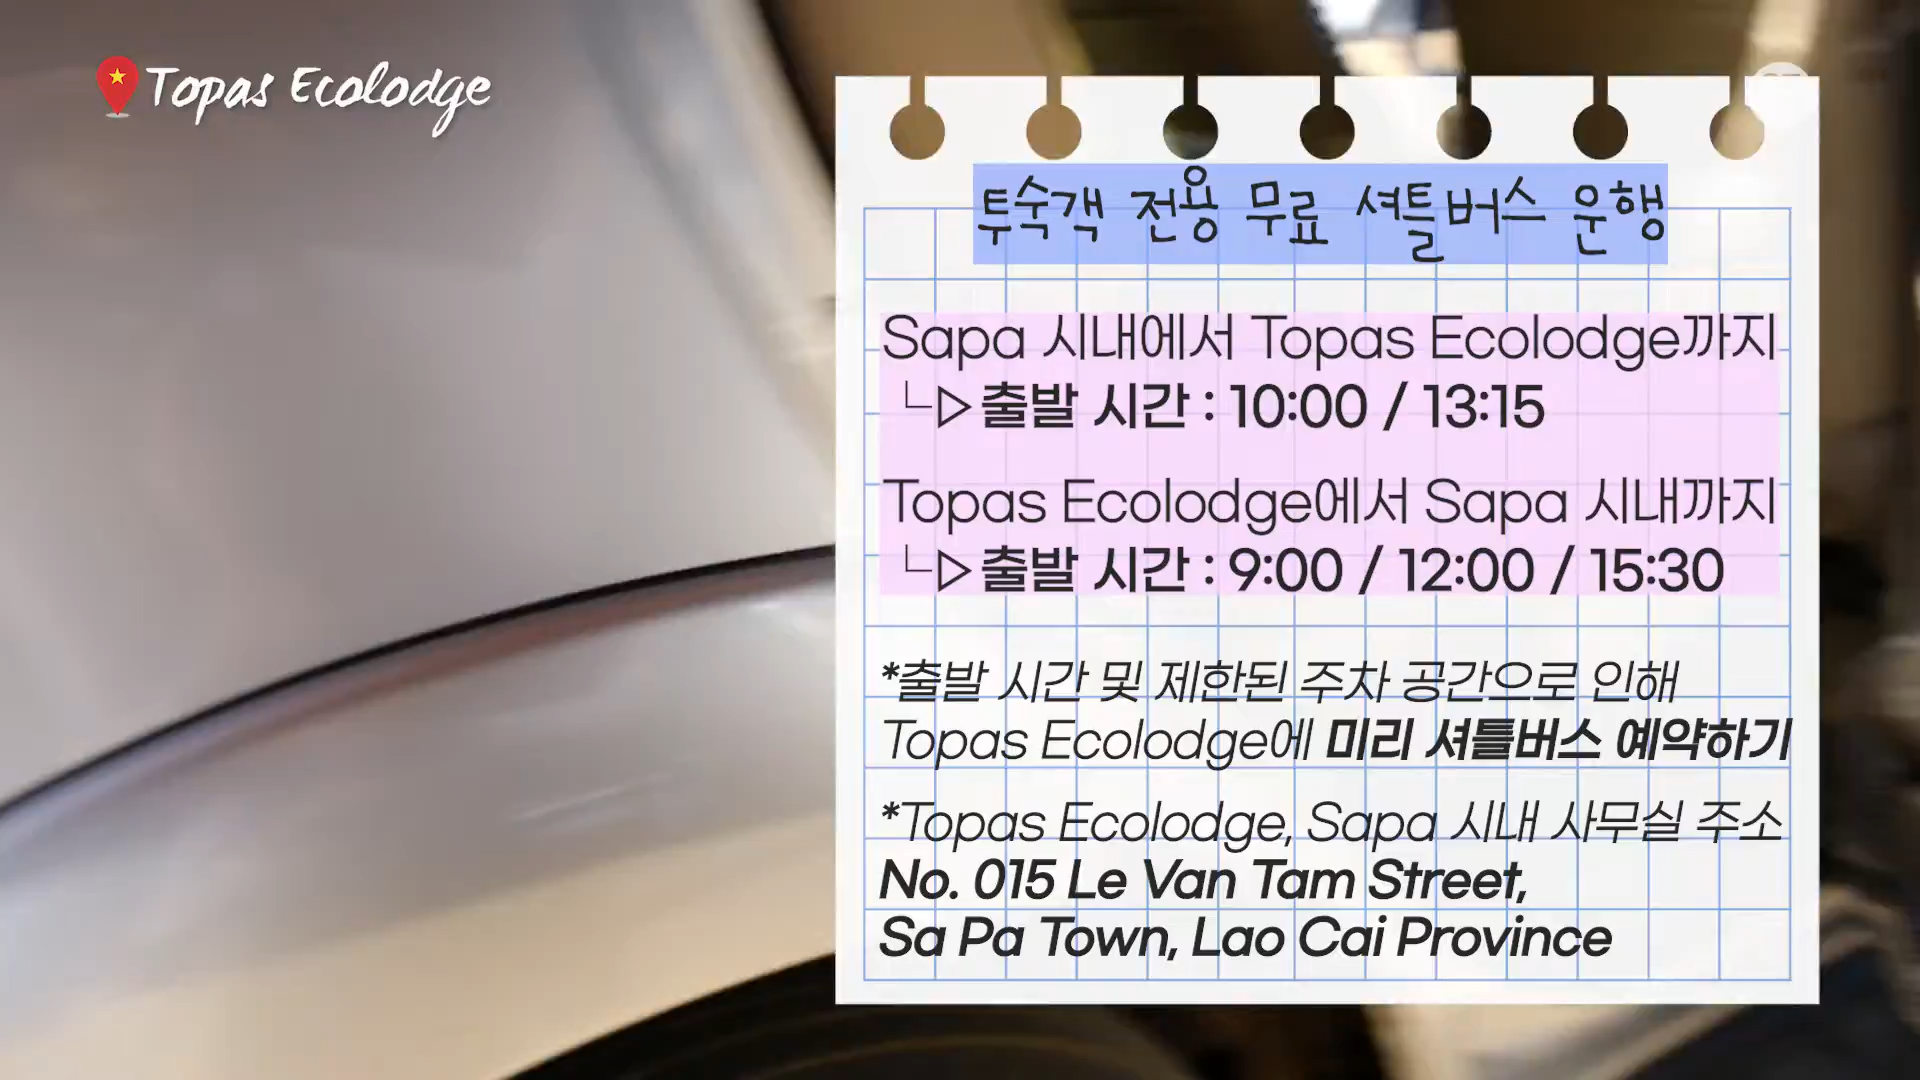 Topas Ecolodge
투숙객 전용 무료 셔틀버스 운행
Sapa 시내에서 Topas Ecolodge까지
└▷출발 시간 : 10:00 / 13:15
Topas Ecolodge에서 Sapa 시내까지
└▷출발 시간 : 9:00 / 12:00 / 15:30
*출발 시간 및 제한된 주차 공간으로 인해
Topas Ecolodge에 미리 셔틀버스 예약하기
*Topas Ecolodge, Sapa 시내 사무실 주소
No. 015 Le Van Tam Street,
Sa Pa Town, Lao Cai Province